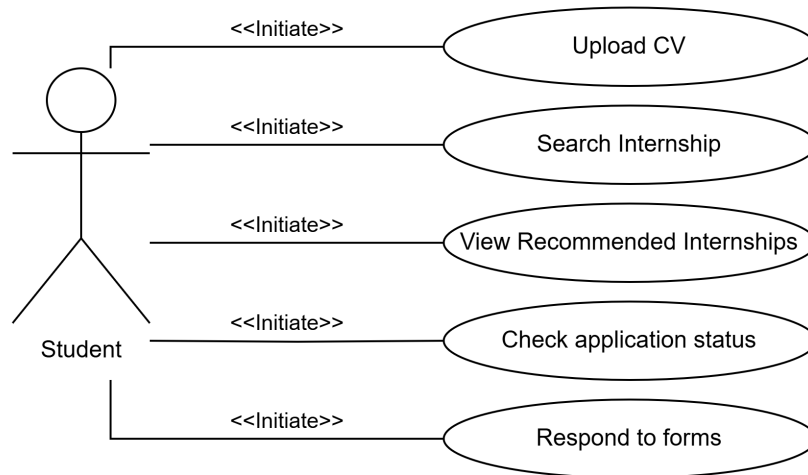 <<Initiate>>
Upload CV
<<Initiate>>
Search Internship
<<Initiate>>
View Recommended Internships
<<Initiate>>
Check application status
Student
<<Initiate>>
Respond to forms